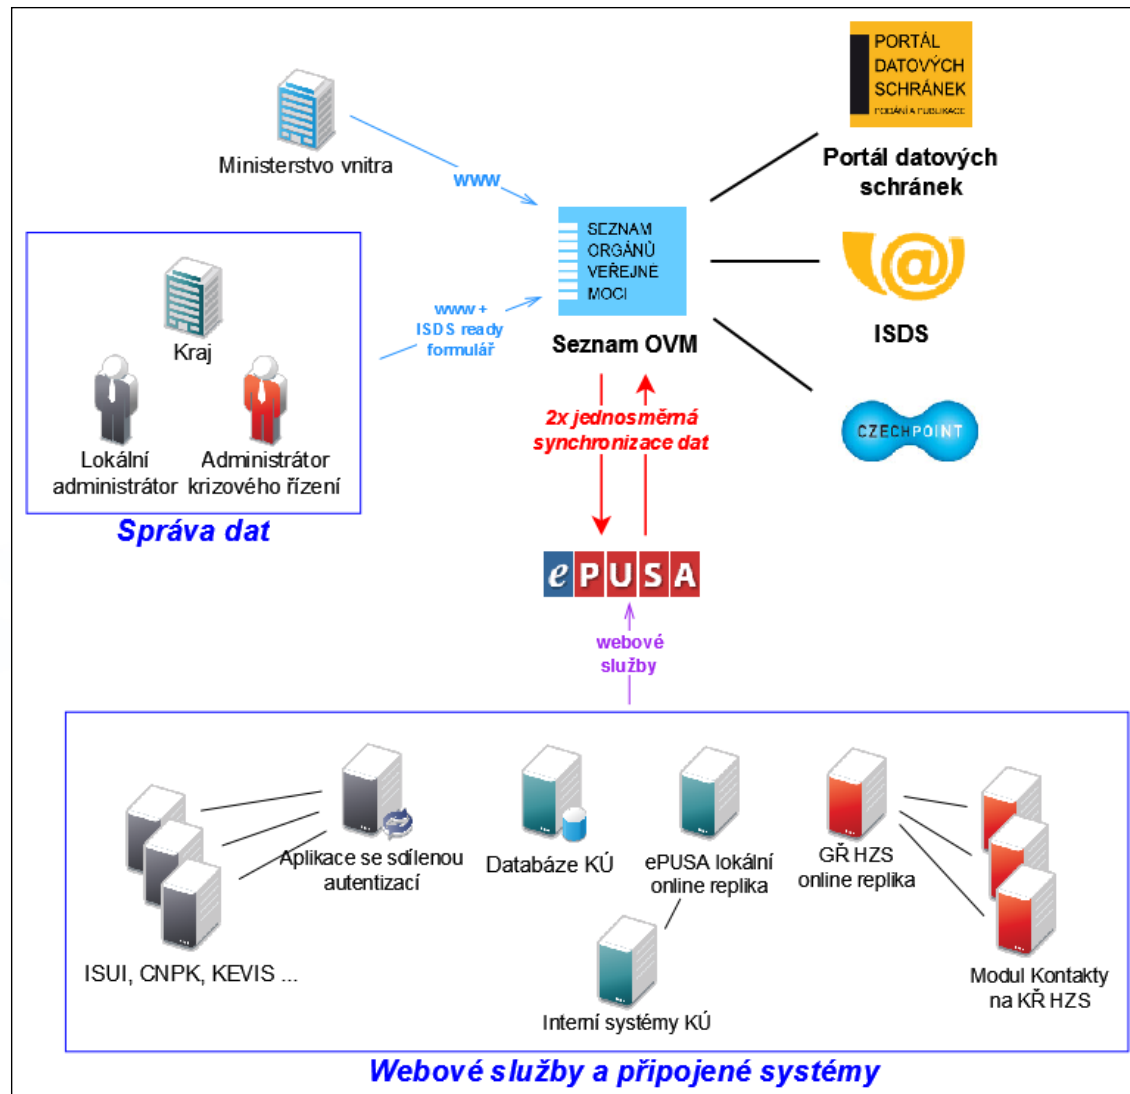 PORTÁL
DATOVÝCH
SCHRÁNEK
PODÁNÍ A PUBLIKACE
Portál datových
schránek
Ministerstvo vnitra
www
SEZNAM
ORGÁNŮ
VEŘEJNÉ
MOCI
Seznam OVM
@
ISDS
Kraj
www +
ISDS ready
formulář
Lokální
administrátor
Administrátor
krizového řízení
Správa dat
2x jednosměrná
synchronizace dat
CZECHPOINT
ePUSA
webové
služby
Aplikace se sdílenou
autentizací
Databáze KÚ
ePUSA lokální
online replika
GŘ HZS
online replika
ISUI, CNPK, KEVIS ...
Interní systémy KÚ
Modul Kontakty
na KŘ HZS
Webové služby a připojené systémy